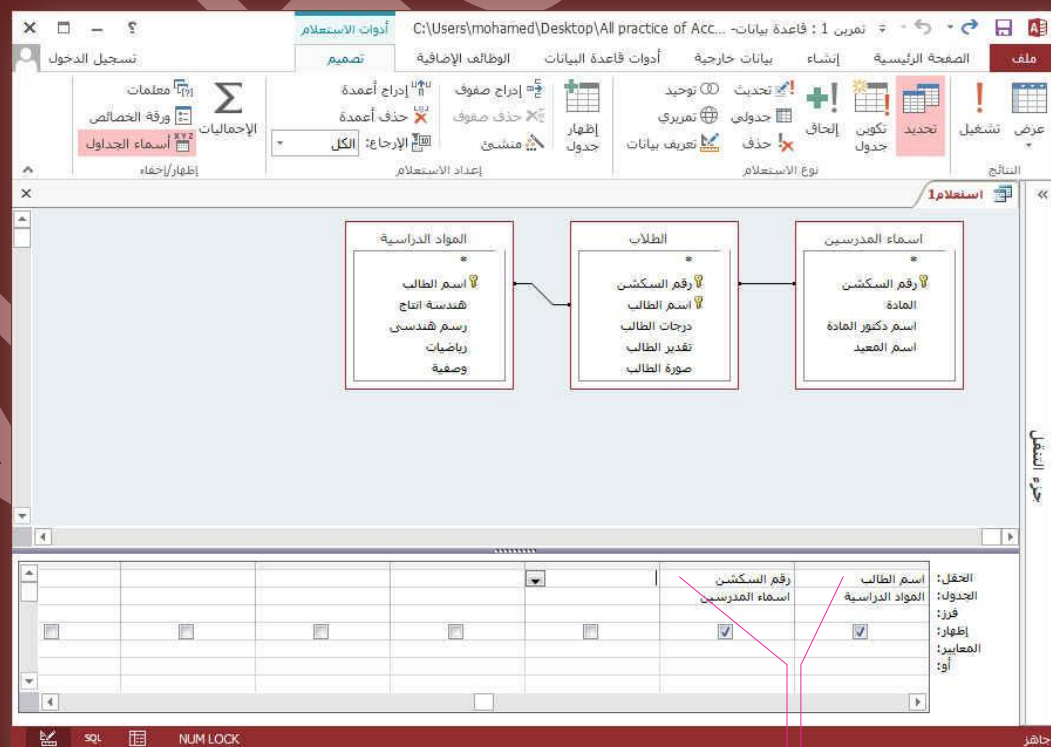 تمرين 1 : قاعدة بيانات- C:\Users\mohamed\Desktop\All practice of Acc...
أدوات الاستعلام
ملف
الصفحة الرئيسية
إنشاء
بيانات خارجية
أدوات قاعدة البيانات
الوظائف الإضافية
تصميم
تسجيل الدخول
عرض
تشغيل
تحديد
تكوين جدول
إلحاق
تحديث
جدولي
حذف
توحيد
تمريري
تعريف بيانات
إظهار جدول
إدراج صفوف
حذف صفوف
منشئ
إدراج أعمدة
حذف أعمدة
الإرجاع: الكل
الإجماليات
معلمات
ورقة الخصائص
أسماء الجداول
النتائج
نوع الاستعلام
إعداد الاستعلام
إظهار/إخفاء
استعلام1
جزء التنقل
اسماء المدرسين
*
رقم السكشن
المادة
اسم دكتور المادة
اسم المعيد
الطلاب
*
رقم السكشن
اسم الطالب
درجات الطالب
تقدير الطالب
صورة الطالب
المواد الدراسية
*
اسم الطالب
هندسة انتاج
رسم هندسى
رياضيات
وصفية
الحقل: اسم الطالب رقم السكشن
الجدول: المواد الدراسية اسماء المدرسين
فرز:
إظهار:
المعايير:
أو:
جاهز
NUM LOCK
SQL